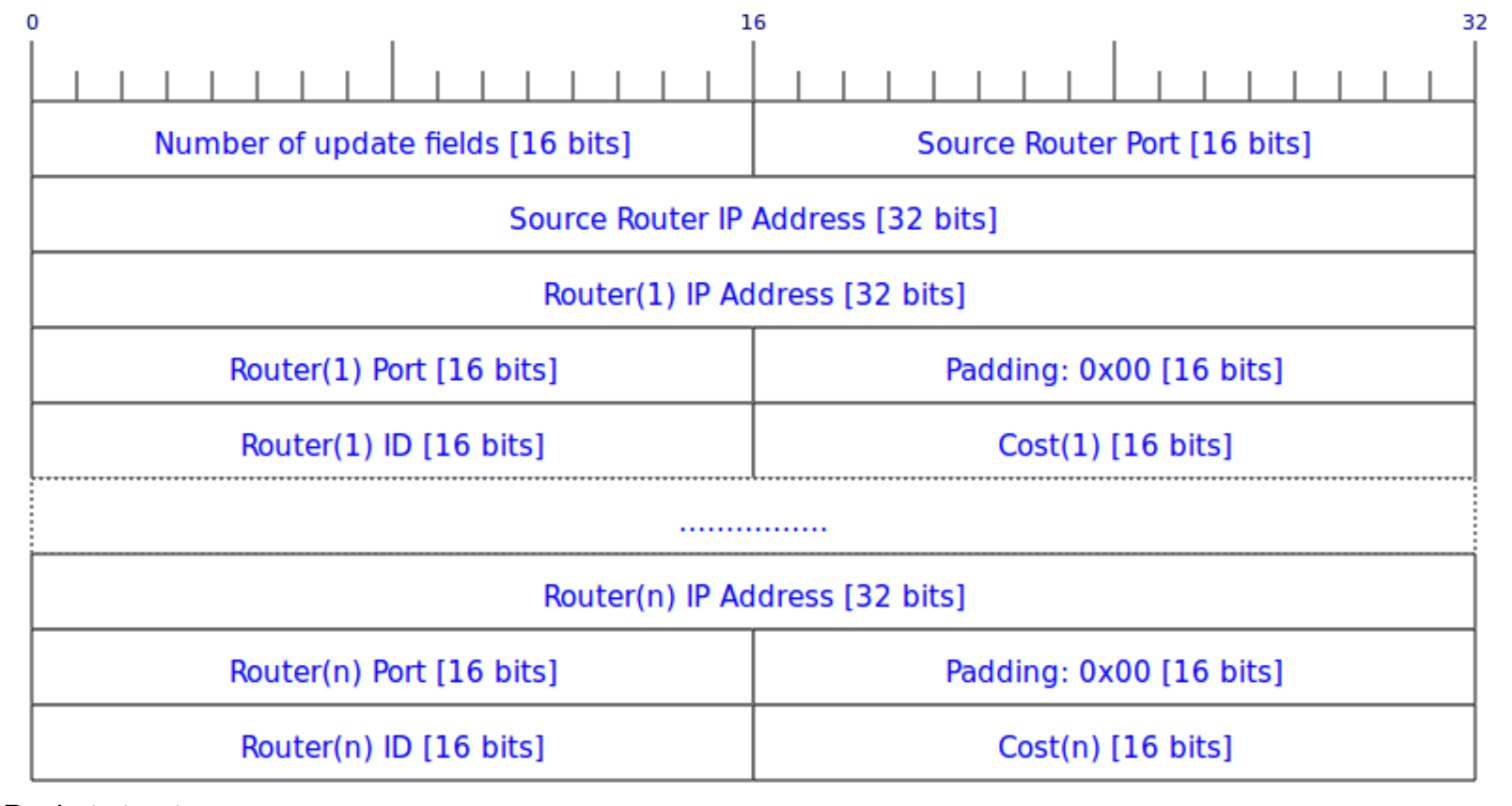 0 16 32
Number of update fields [16 bits] Source Router Port [16 bits]
Source Router IP Address [32 bits]
Router(1) IP Address [32 bits]
Router(1) Port [16 bits] Padding: 0x00 [16 bits]
Router(1) ID [16 bits] Cost(1) [16 bits]
................
Router(n) IP Address [32 bits]
Router(n) Port [16 bits] Padding: 0x00 [16 bits]
Router(n) ID [16 bits] Cost(n) [16 bits]